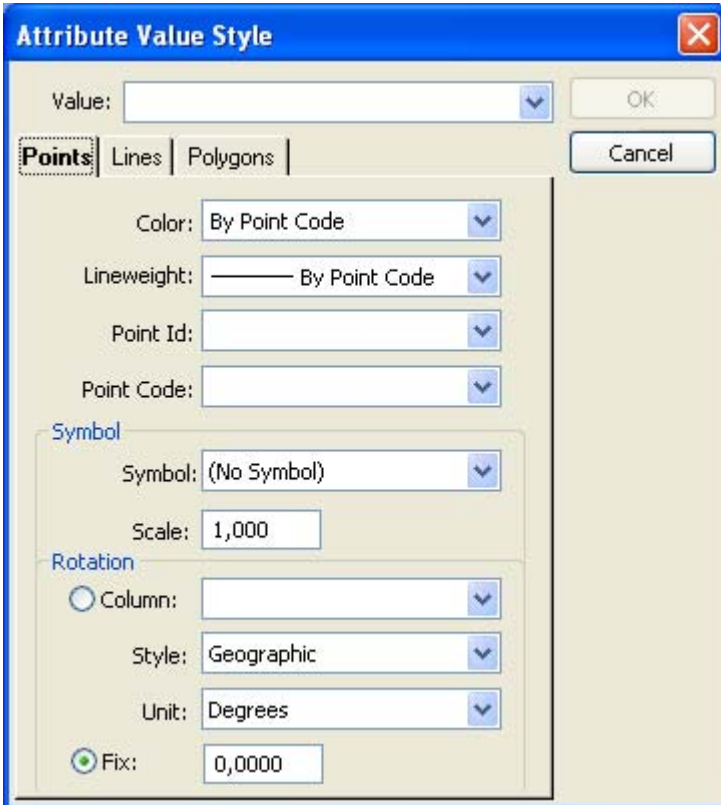 Attribute Value Style
Value: OK
Cancel
Points Lines Polygons
Color: By Point Code
Lineweight: By Point Code
Point Id:
Point Code:
Symbol
Symbol: (No Symbol)
Scale: 1,000
Rotation
Column:
Style: Geographic
Unit: Degrees
Fix: 0,0000